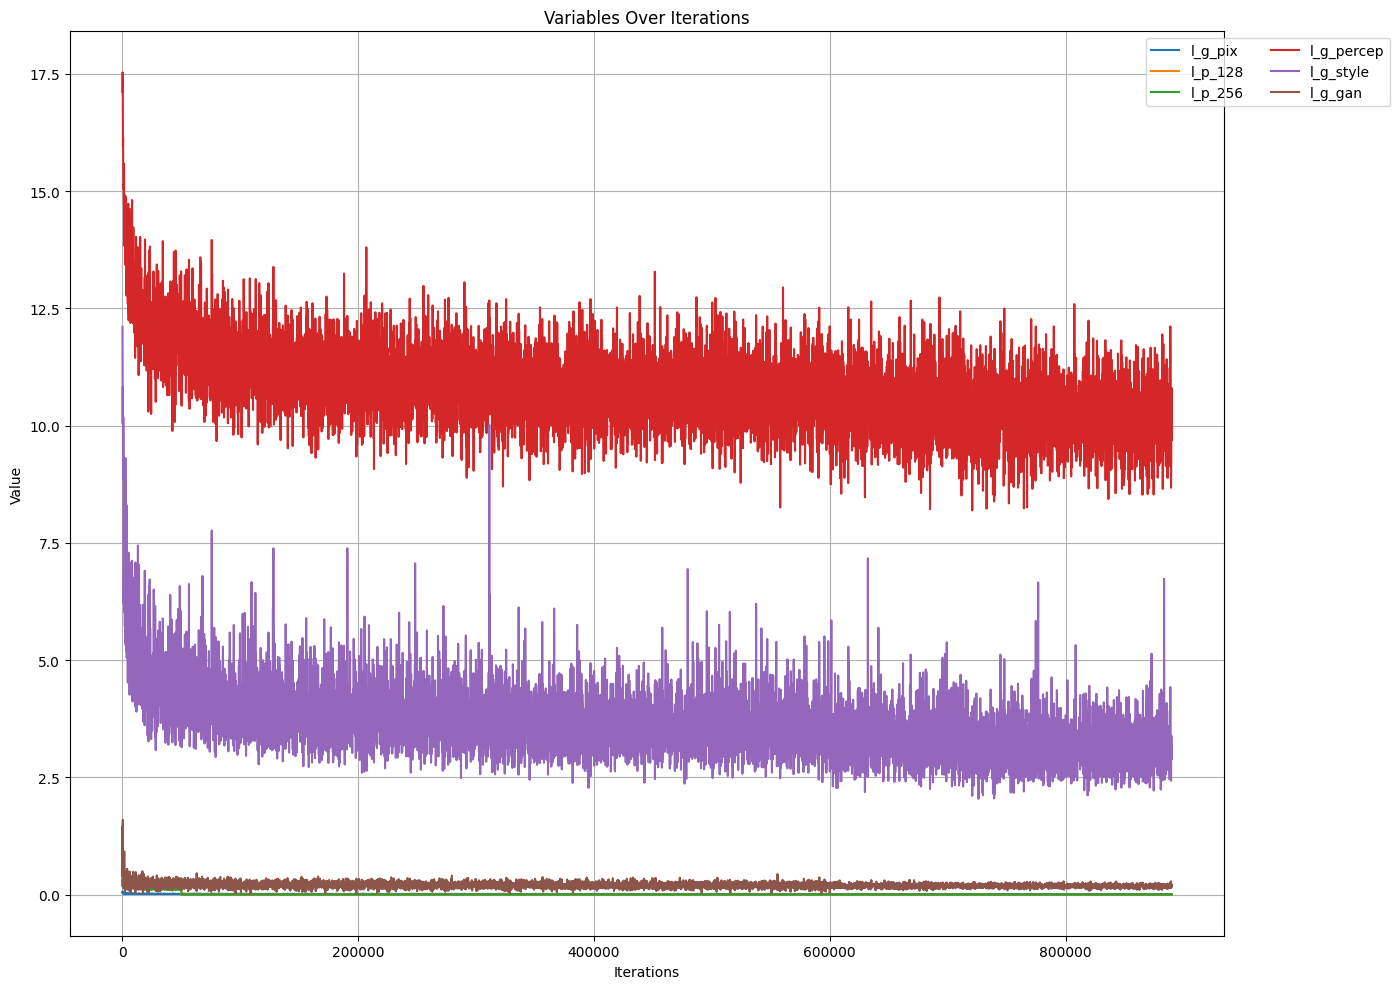 Variables Over Iterations
l_g_pix
l_p_128
l_p_256
l_g_percep
l_g_style
l_g_gan
17.5
15.0
12.5
10.0
7.5
5.0
2.5
0.0
Value
0
200000
400000
600000
800000
Iterations